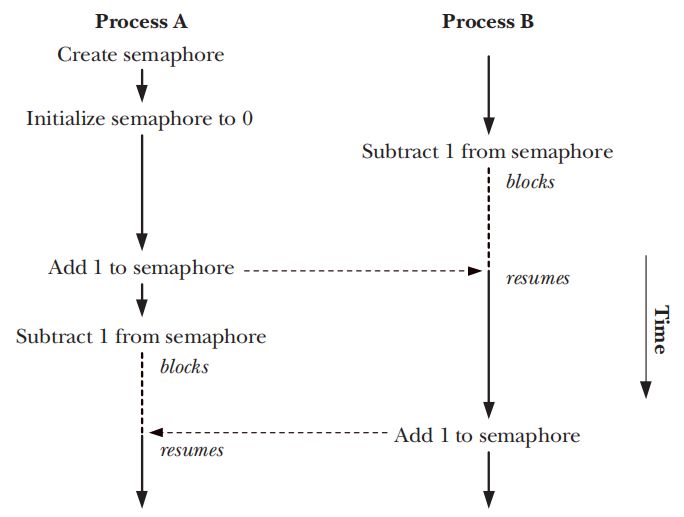 Process A
Process B
Create semaphore
Initialize semaphore to 0
Subtract 1 from semaphore
blocks
Add 1 to semaphore
resumes
Subtract 1 from semaphore
blocks
Time
Add 1 to semaphore
resumes